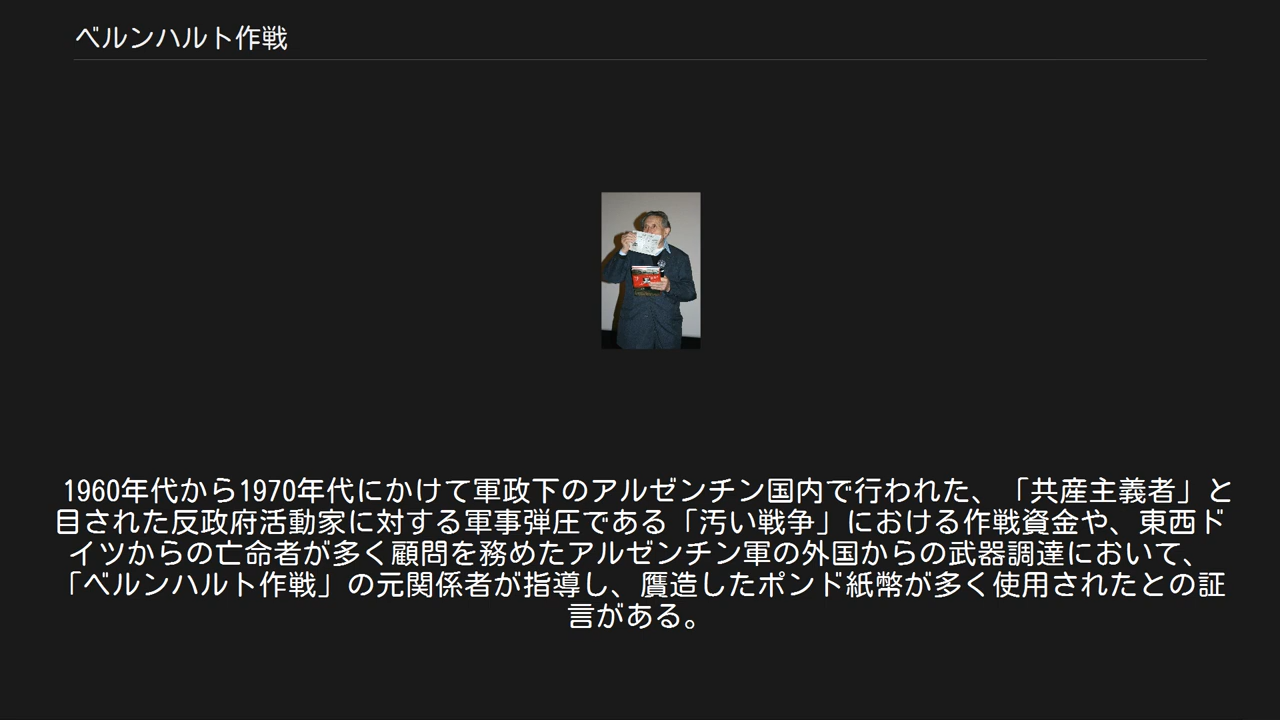 ベルンハルト作戦
1960年代から1970年代にかけて軍政下のアルゼンチン国内で行われた、「共産主義者」と
目された反政府活動家に対する軍事弾圧である「汚い戦争」における作戦資金や、東西ド
イツからの亡命者が多く顧問を務めたアルゼンチン軍の外国からの武器調達において、
「ベルンハルト作戦」の元関係者が指導し、贋造したポンド紙幣が多く使用されたとの証
言がある。